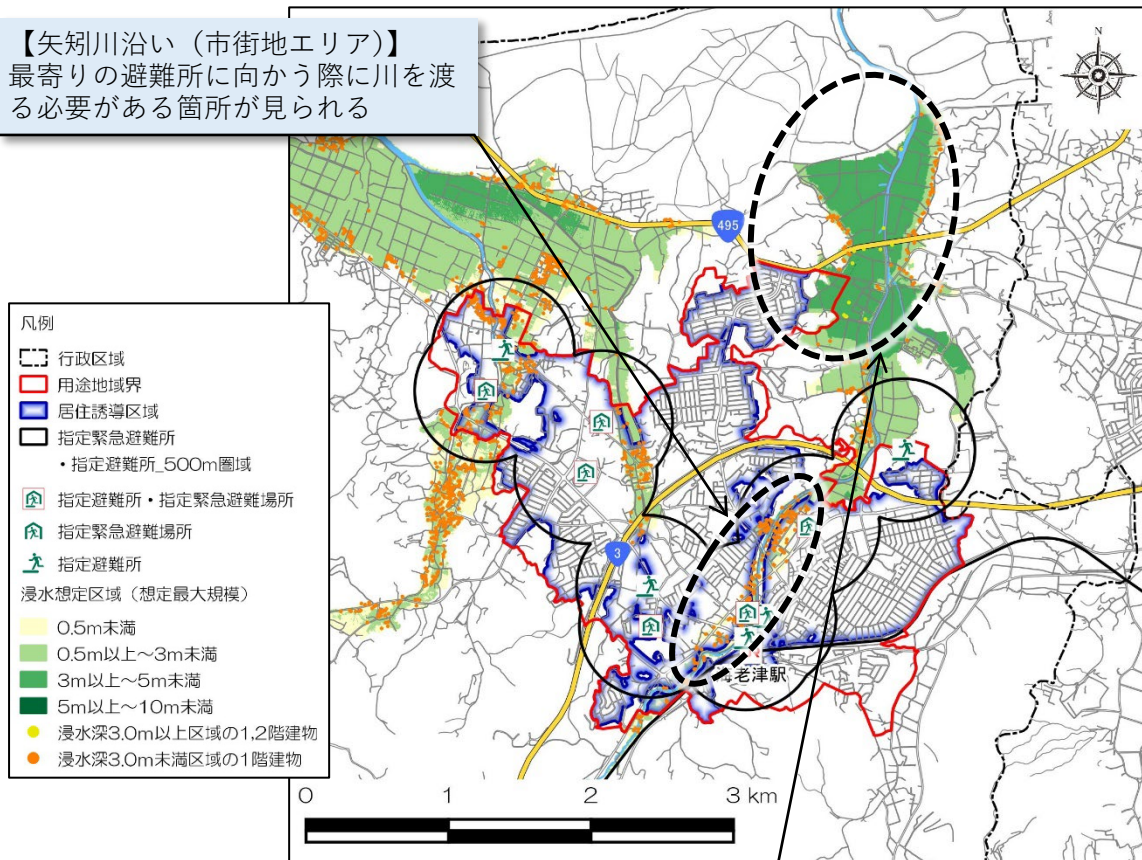 【矢矧川沿い（市街地エリア）】
最寄りの避難所に向かう際に川を渡
る必要がある箇所が見られる
N
495
3
海老津駅
凡例
行政区域
用途地域界
居住誘導区域
指定緊急避難所
・指定避難所_500m圏域
指定避難所・指定緊急避難場所
指定緊急避難場所
指定避難所
浸水想定区域（想定最大規模）
0.5m未満
0.5m以上～3m未満
3m以上～5m未満
5m以上～10m未満
浸水深3.0m以上区域の1,2階建物
浸水深3.0m未満区域の1階建物
0 1 2 3 km